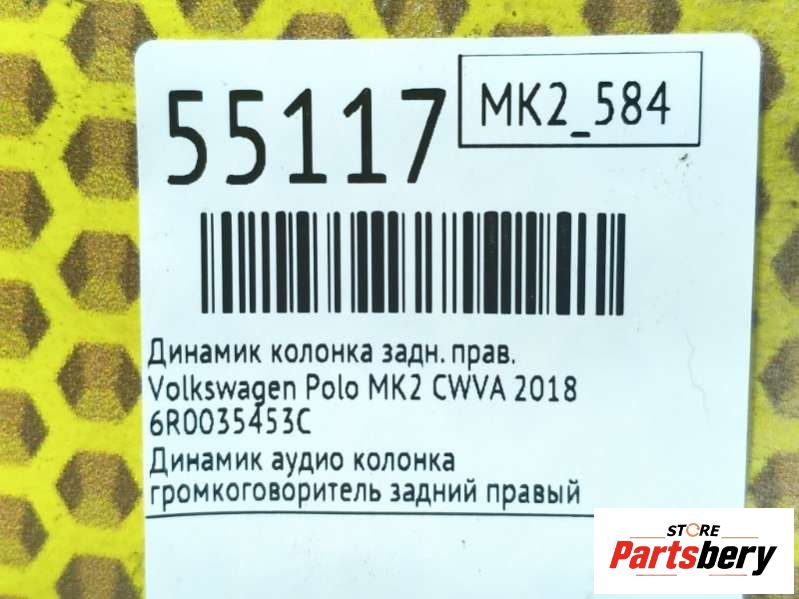 55117
MK2_584
Динамик колонка задн. прав.
Volkswagen Polo MK2 CWVA 2018
6R0035453C
Динамик аудио колонка
громкоговоритель задний правый
STORE
Partsbery